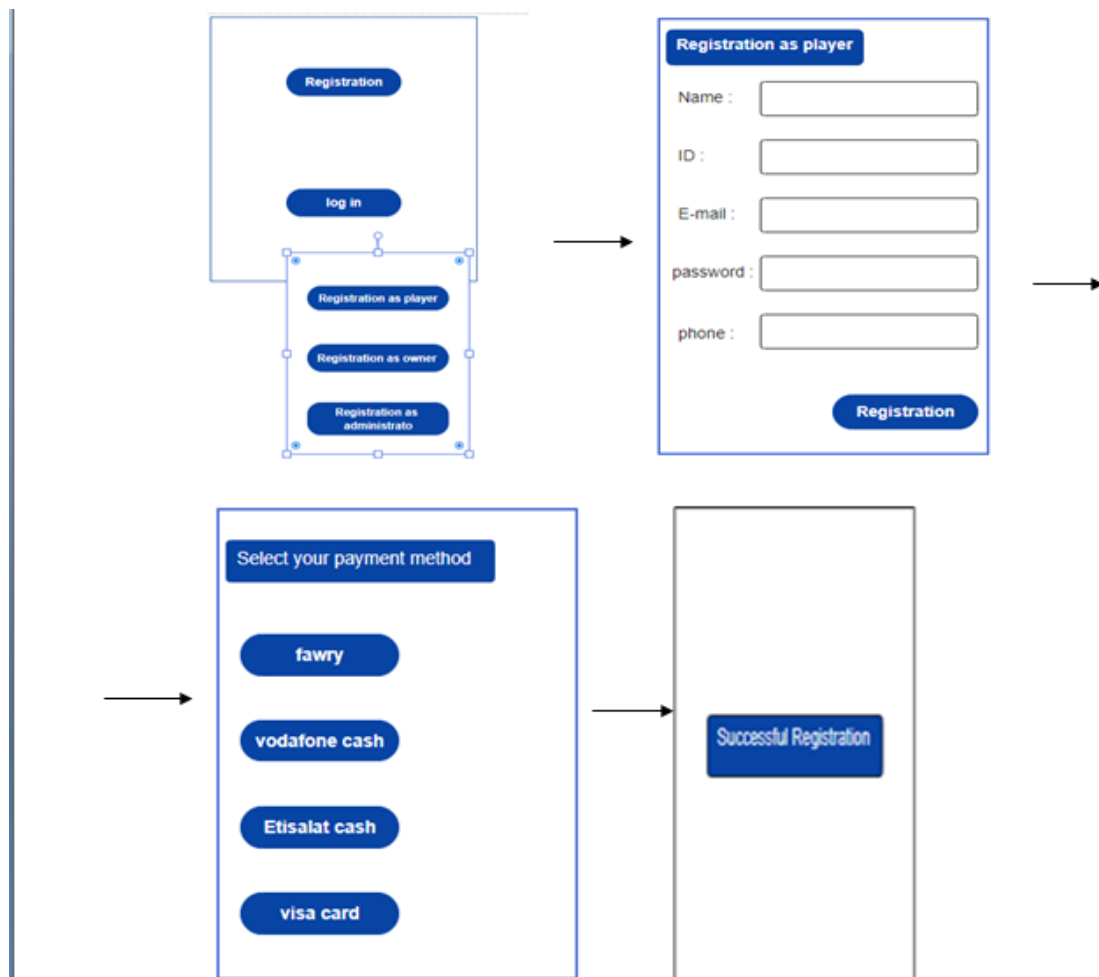 Registration
log in
Registration as player
Registration as owner
Registration as
administrato
Registration as player
Name :
ID :
E-mail :
password :
phone :
Registration
Select your payment method
fawry
vodafone cash
Etisalat cash
visa card
Successful Registration